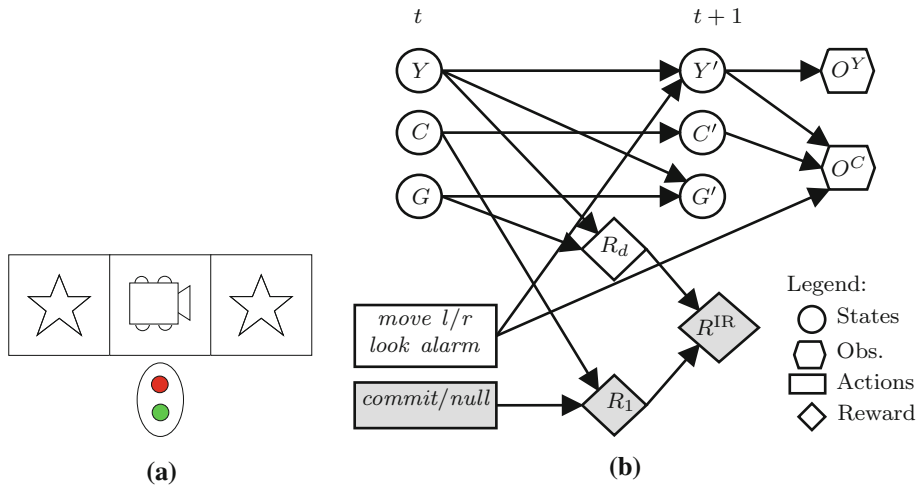 t
t + 1
Y
Y′
O^Y
C
C′
O^C
G
G′
R_d
move l/r
look alarm
R^IR
commit/null
R_1
Legend:
States
Obs.
Actions
Reward
(a)
(b)